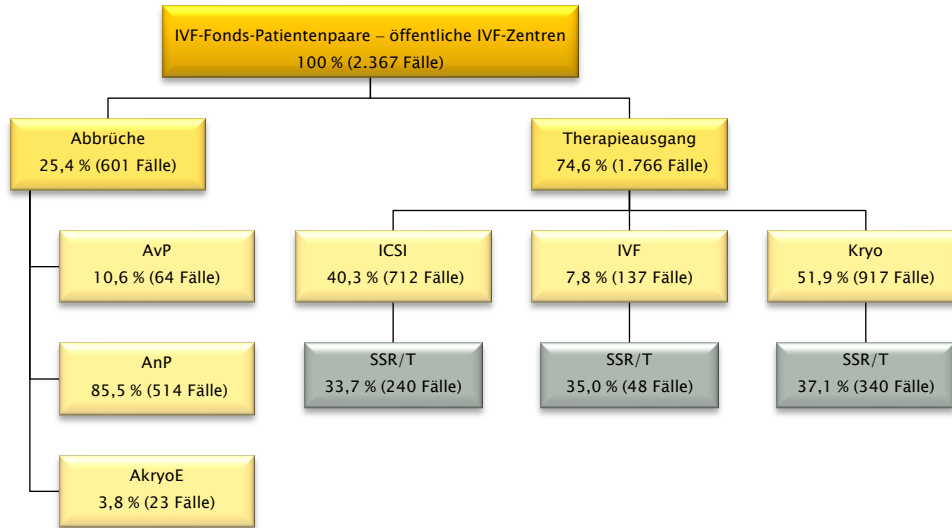 IVF-Fonds-Patientenpaare – öffentliche IVF-Zentren
100 % (2.367 Fälle)
Abbrüche
25,4 % (601 Fälle)
Therapieausgang
74,6 % (1.766 Fälle)
AvP
10,6 % (64 Fälle)
ICSI
40,3 % (712 Fälle)
IVF
7,8 % (137 Fälle)
Kryo
51,9 % (917 Fälle)
AnP
85,5 % (514 Fälle)
SSR/T
33,7 % (240 Fälle)
SSR/T
35,0 % (48 Fälle)
SSR/T
37,1 % (340 Fälle)
AkryoE
3,8 % (23 Fälle)